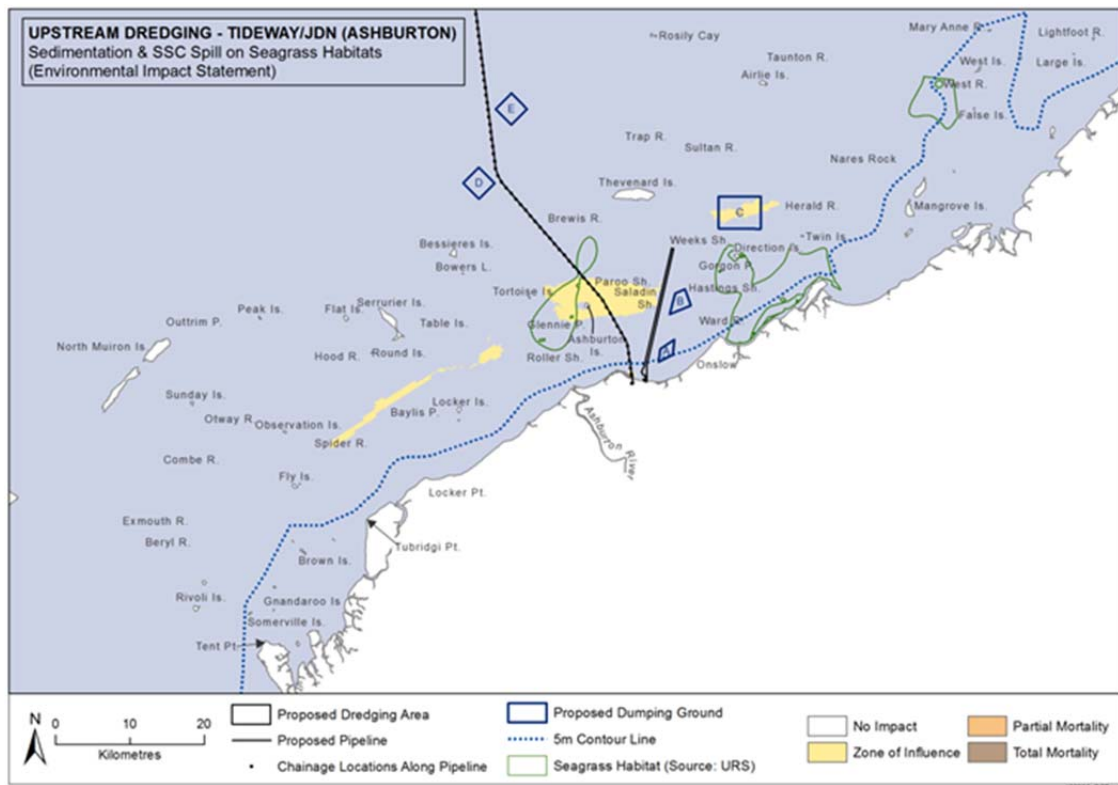 UPSTREAM DREDGING - TIDEWAY/JDN (ASHBURTON)
Sedimentation & SSC Spill on Seagrass Habitats
(Environmental Impact Statement)
Rosily Cay
Mary Anne R.
Lightfoot R.
Taunton R.
West Is.
Large Is.
Airlie Is.
West R.
E
False Is.
Trap R.
Sultan R.
Nares Rock
D
Thevenard Is.
Brewis R.
C
Herald R.
Mangrove Is.
Bessieres Is.
Weeks Sh.
Direction Is.
Twin Is.
Bowers L.
Gorgon P.
Tortoise Is.
Paroo Sh.
Saladin
Sh.
Hastings Sh.
B
Peak Is.
Flat Is.
Serrurier Is.
Outtrim P.
Table Is.
Glennie P.
Ward R.
Ashburton
Is.
North Muiron Is
Hood R.
Round Is.
Roller Sh.
A
Onslow
Sunday Is.
Locker Is.
Otway R.
Observation Is.
Baylis P.
Ashburton River
Spider R.
Combe R.
Fly Is.
Locker Pt.
Exmouth R.
Beryl R.
Tubridgi Pt.
Brown Is.
Rivoli Is.
Gnandaroo Is
Somerville Is.
Tent Pt
N
0 10 20
Kilometres
Proposed Dredging Area
Proposed Pipeline
Chainage Locations Along Pipeline
Proposed Dumping Ground
5m Contour Line
Seagrass Habitat (Source: URS)
No Impact
Zone of Influence
Partial Mortality
Total Mortality